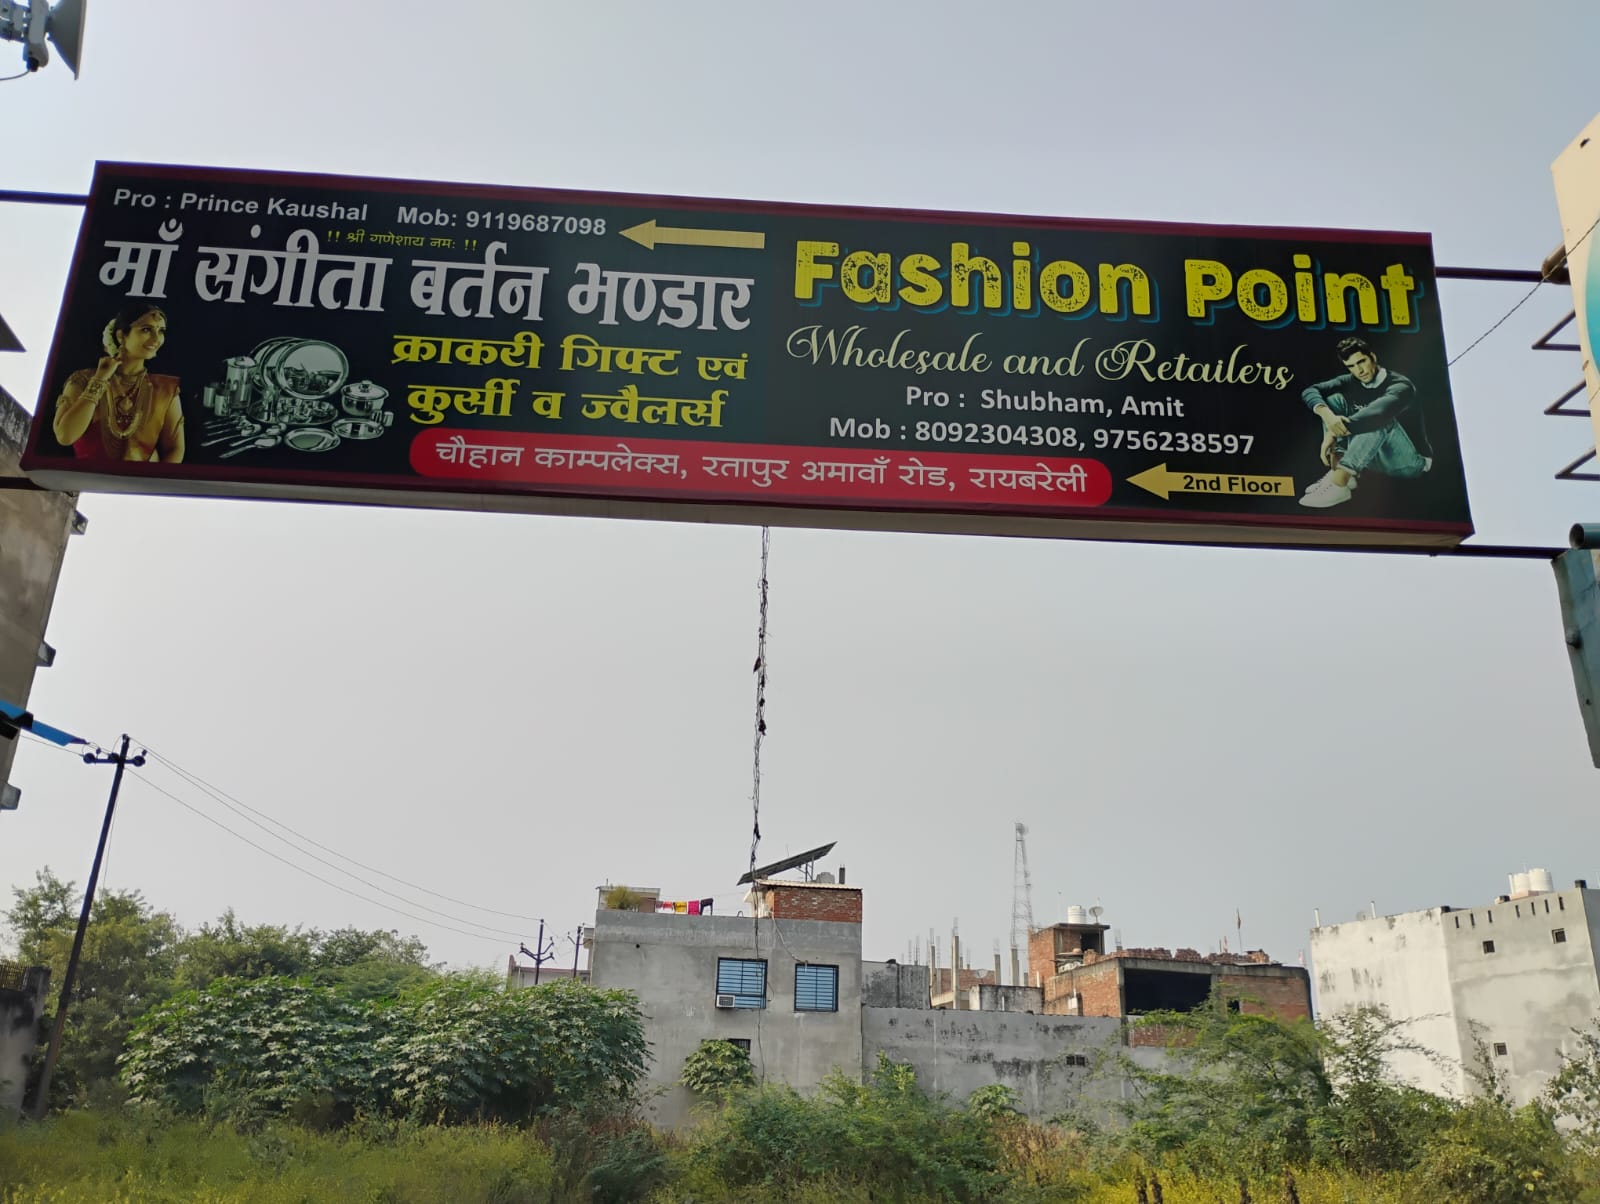 Pro : Prince Kaushal Mob: 9119687098
!! श्री गणेशाय नमः !!
माँ संगीता बर्तन भण्डार
क्राकरी गिफ्ट एवं
कुर्सी व ज्वैलर्स
Fashion Point
Wholesale and Retailers
Pro : Shubham, Amit
Mob : 8092304308, 9756238597
चौहान काम्पलेक्स, रतापुर अमावाँ रोड, रायबरेली
2nd Floor